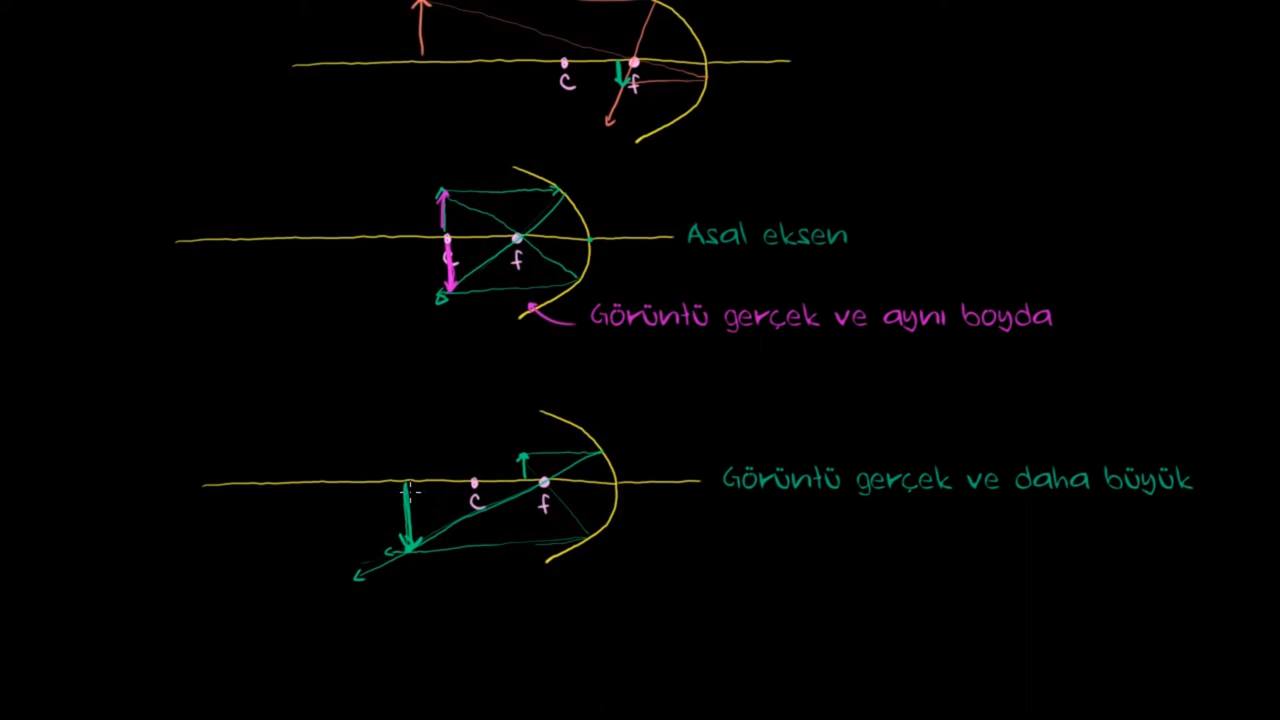 C f
Asal eksen
C f
Görüntü gerçek ve aynı boyda
Görüntü gerçek ve daha büyük
C f